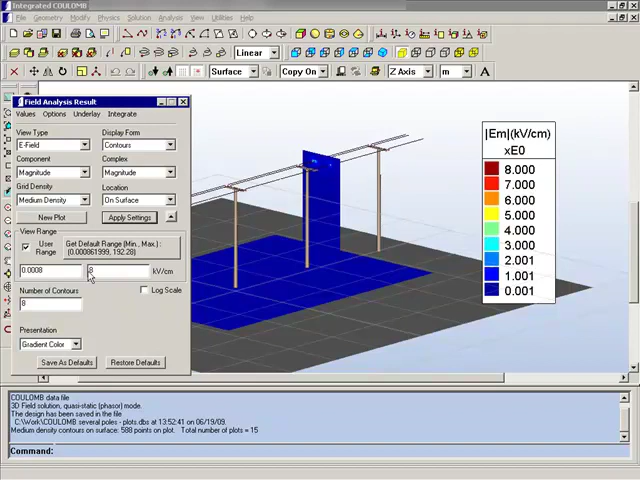 Integrated COULOMB
File Geometry Modify Physics Solution Analysis View Utilities Help
Linear
Surface Copy On Z Axis m
Field Analysis Result
Values Options Underlay Integrate
View Type Display Form
E-Field Contours
Component Complex
Magnitude Magnitude
Grid Density Location
Medium Density On Surface
New Plot Apply Settings
View Range
User Range
Get Default Range (Min., Max.) :
(0.000861999, 192.28)
0.0008 8 kV/cm
Number of Contours Log Scale
8
Presentation
Gradient Color
Save As Defaults Restore Defaults
|Em|(kV/cm)
xE0
8.000
7.000
6.000
5.000
4.000
3.000
2.001
1.001
0.001
COULOMB data file
3D Field solution, quasi-static (phasor) mode.
The design has been saved in the file
C:\Work\COULOMB several poles - plots.dbs at 13:52:41 on 06/19/09.
Medium density contours on surface: 588 points on plot. Total number of plots = 15
Command: